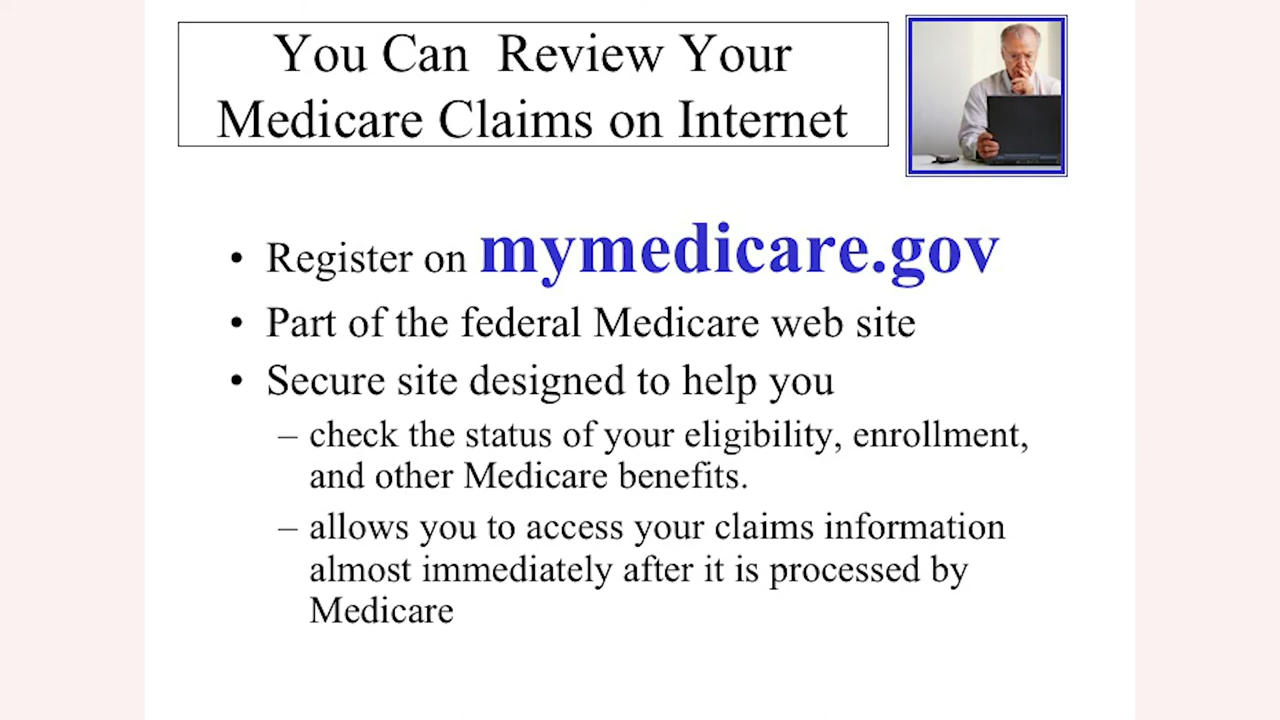 You Can  Review Your
Medicare Claims on Internet
• Register on mymedicare.gov
• Part of the federal Medicare web site
• Secure site designed to help you
– check the status of your eligibility, enrollment,
and other Medicare benefits.
– allows you to access your claims information
almost immediately after it is processed by
Medicare